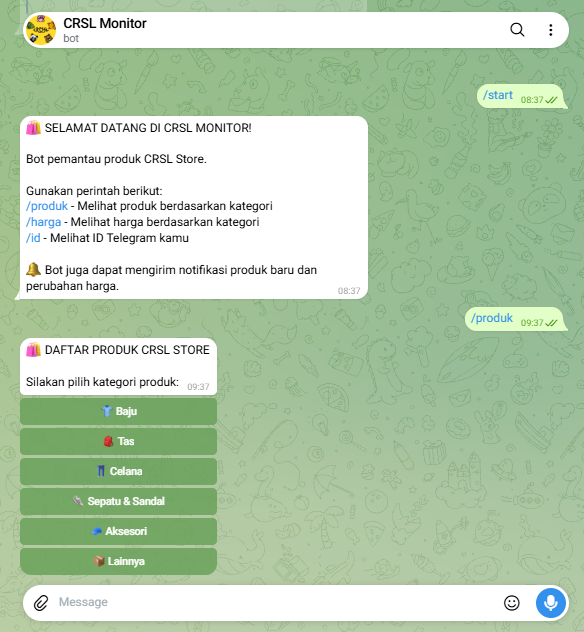 CRSL Monitor
bot
/start 08:37
🛍️ SELAMAT DATANG DI CRSL MONITOR!
Bot pemantau produk CRSL Store.
Gunakan perintah berikut:
/produk - Melihat produk berdasarkan kategori
/harga - Melihat harga berdasarkan kategori
/id - Melihat ID Telegram kamu
🔔 Bot juga dapat mengirim notifikasi produk baru dan
perubahan harga.
08:37
/produk 09:37
🛍️ DAFTAR PRODUK CRSL STORE
Silakan pilih kategori produk: 09:37
👕 Baju
🎒 Tas
👖 Celana
👟 Sepatu & Sandal
🧢 Aksesori
📦 Lainnya
Message